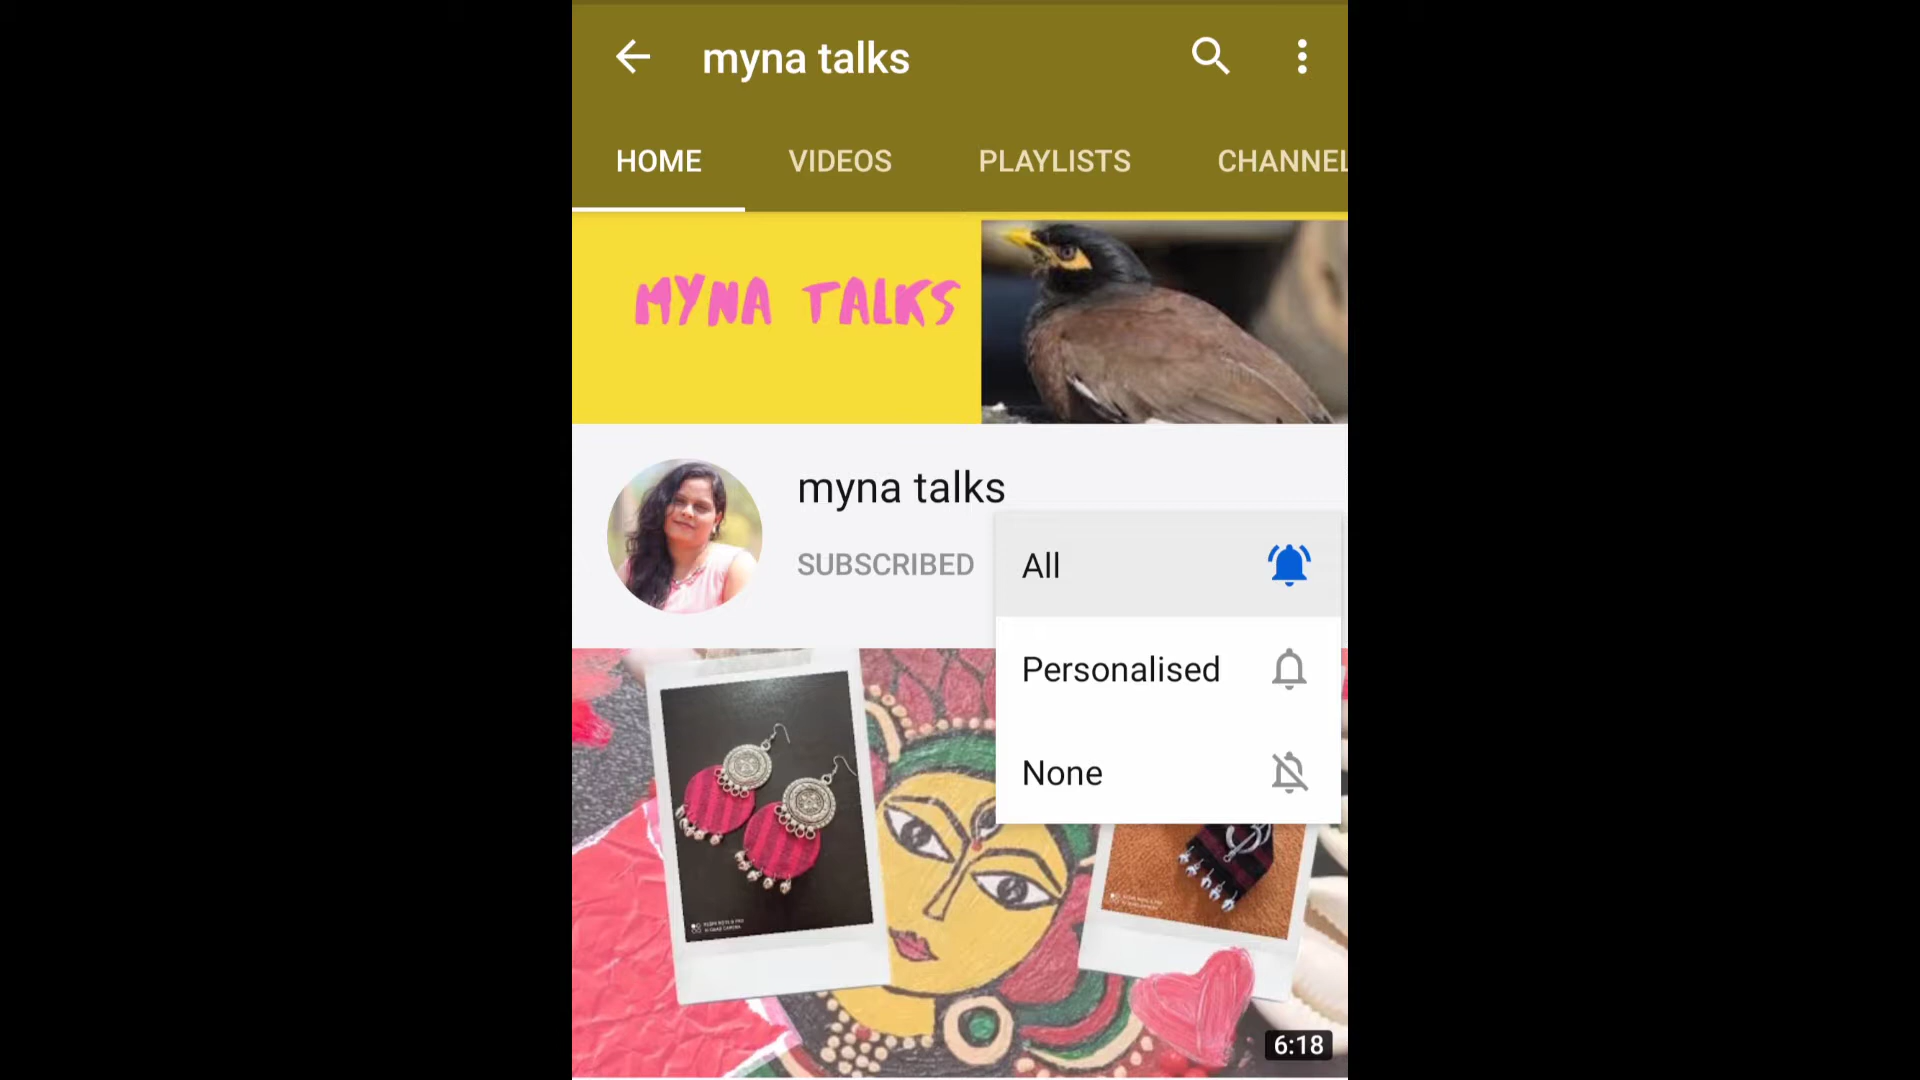 myna talks
HOME VIDEOS PLAYLISTS CHANNEL
MYNA TALKS
myna talks
SUBSCRIBED
All
Personalised
None
6:18